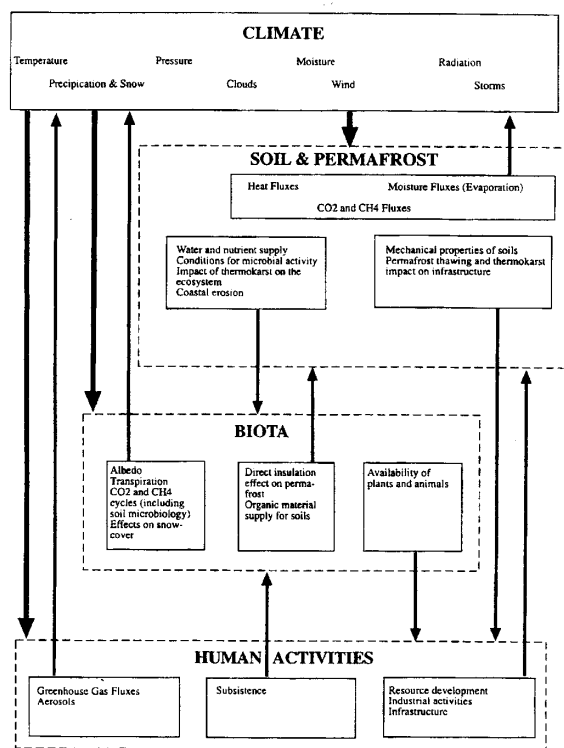 CLIMATE
Temperature Pressure Moisture Radiation
Precipication & Snow Clouds Wind Storms
SOIL & PERMAFROST
Heat Fluxes Moisture Fluxes (Evaporation)
CO2 and CH4 Fluxes
Water and nutrient supply
Conditions for microbial activity
Impact of thermokarst on the
ecosystem
Coastal erosion
Mechanical properties of soils
Permafrost thawing and thermokarst
impact on infrastructure
BIOTA
Albedo
Transpiration
CO2 and CH4
cycles (including
soil microbiology)
Effects on snow-
cover
Direct insulation
effect on perma-
frost
Organic material
supply for soils
Availability of
plants and animals
HUMAN ACTIVITIES
Greenhouse Gas Fluxes
Aerosols
Subsistence
Resource development
Industrial activities
Infrastructure